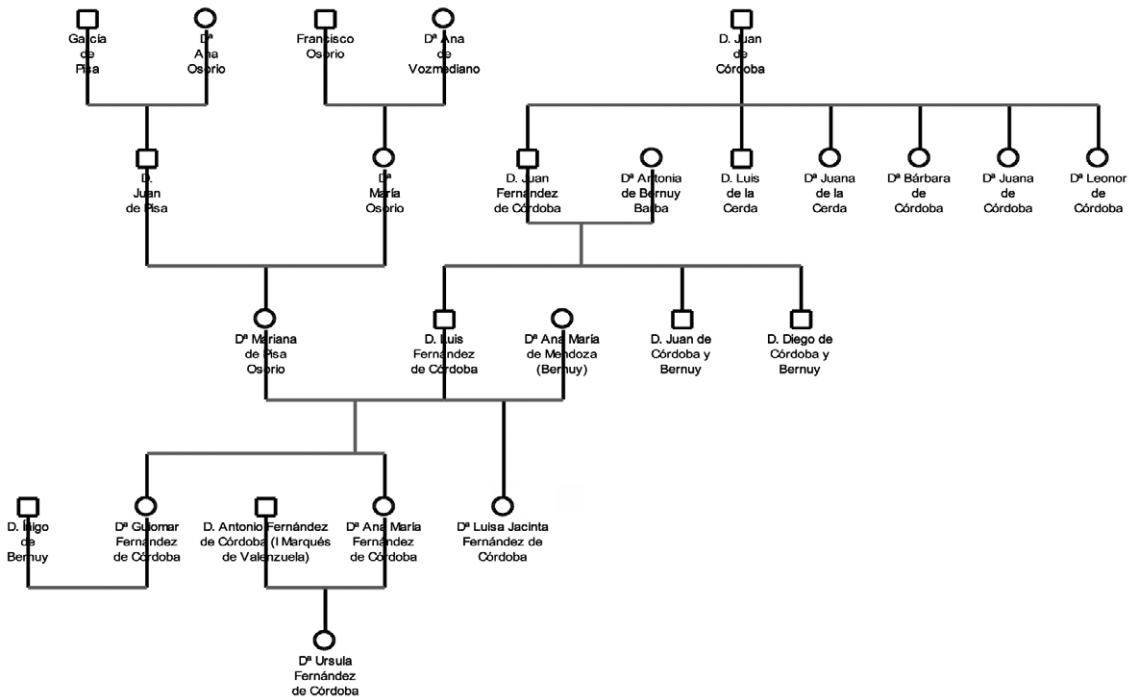 García
de
Pisa
Dª
Ana
Osorio
Francisco
Osorio
Dª Ana
de
Vozmediano
D. Juan
de
Córdoba
D.
Juan
de Pisa
Dª
María
Osorio
D. Juan
Fernández
de Córdoba
Dª Antonia
de Bernuy
Barba
D. Luis
de la
Cerda
Dª Juana
de la
Cerda
Dª Bárbara
de
Córdoba
Dª Juana
de
Córdoba
Dª Leonor
de
Córdoba
Dª Mariana
de Pisa
Osorio
D. Luis
Fernández
de Córdoba
Dª Ana María
de Mendoza
(Bernuy)
D. Juan de
Córdoba y
Bernuy
D. Diego de
Córdoba y
Bernuy
D. Íñigo
de
Bernuy
Dª Guiomar
Fernández
de Córdoba
D. Antonio Fernández
de Córdoba (I Marqués
de Valenzuela)
Dª Ana María
Fernández
de Córdoba
Dª Luisa Jacinta
Fernández de
Córdoba
Dª Ursula
Fernández
de Córdoba